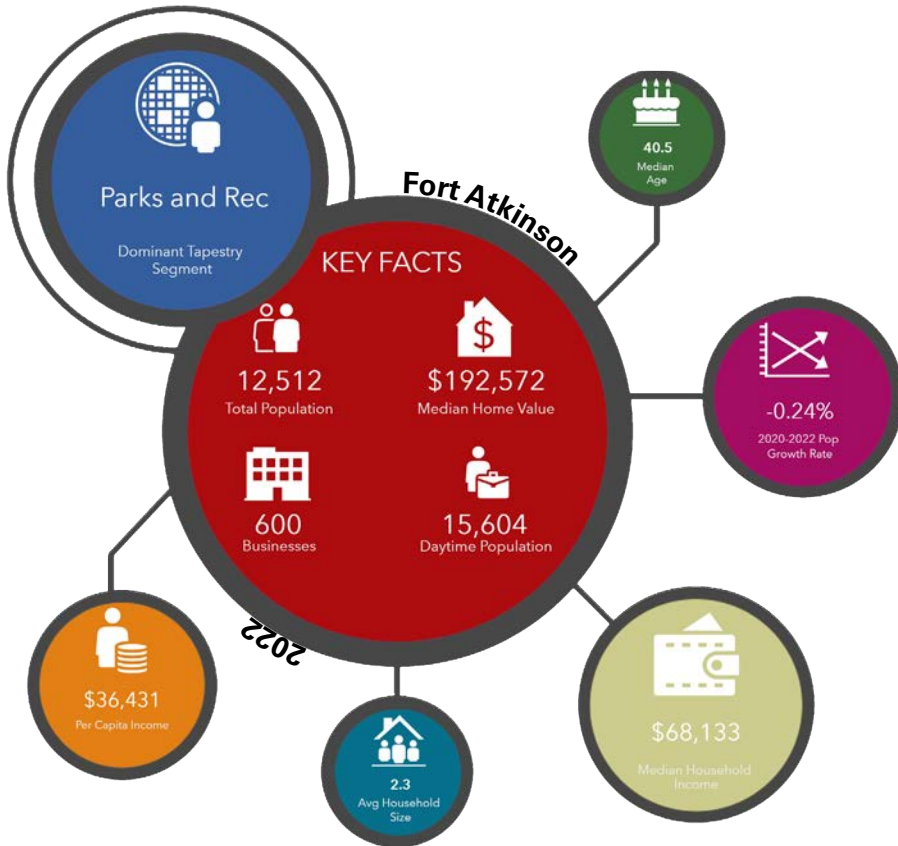 Parks and Rec
Dominant Tapestry
Segment
Fort Atkinson
KEY FACTS
12,512
Total Population
$192,572
Median Home Value
600
Businesses
15,604
Daytime Population
2022
40.5
Median
Age
-0.24%
2020-2022 Pop
Growth Rate
$68,133
Median Household
Income
2.3
Avg Household
Size
$36,431
Per Capita Income
$